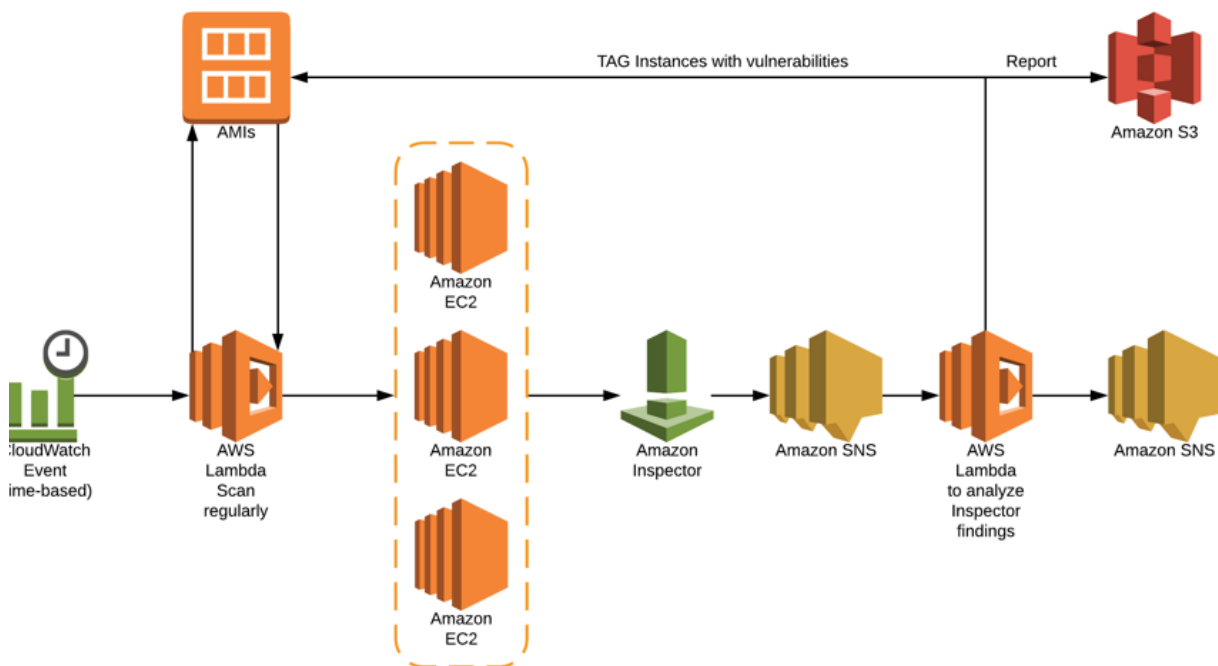 TAG Instances with vulnerabilities
Report
AMIs
Amazon S3
Amazon
EC2
CloudWatch
Event
ime-based)
AWS
Lambda
Scan
regularly
Amazon
EC2
Amazon
Inspector
Amazon SNS
AWS
Lambda
to analyze
Inspector
findings
Amazon SNS
Amazon
EC2